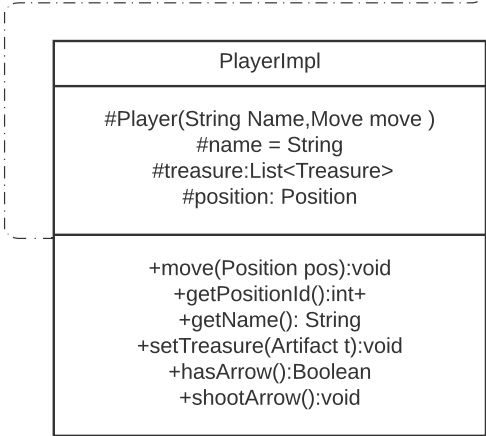 PlayerImpl
#Player(String Name,Move move )
#name = String
#treasure:List<Treasure>
#position: Position
+move(Position pos):void
+getPositionId():int+
+getName(): String
+setTreasure(Artifact t):void
+hasArrow():Boolean
+shootArrow():void